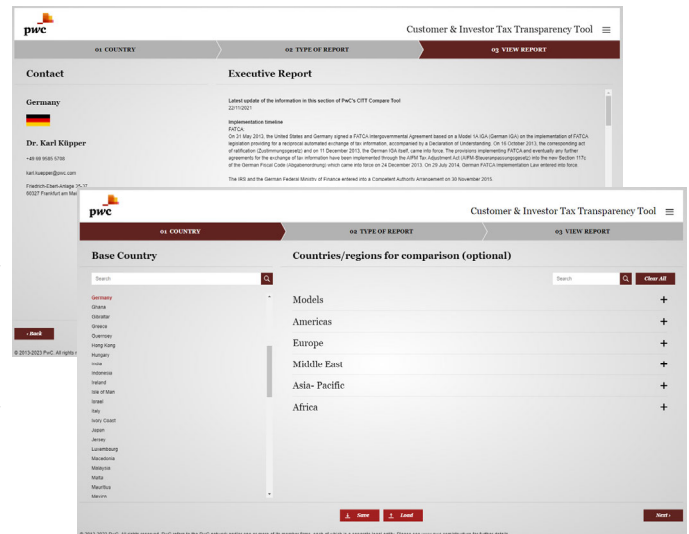 pwc
Customer & Investor Tax Transparency Tool
01 COUNTRY
02 TYPE OF REPORT
03 VIEW REPORT
Contact
Executive Report
Germany
Latest update of the information in this section of PwC's CITT Compare Tool
22/11/2021
Implementation timeline
FATCA
On 31 May 2013, the United States and Germany signed a FATCA Intergovernmental Agreement based on a Model 1A IGA (German IGA) on the implementation of FATCA
legislation providing for a reciprocal automated exchange of tax information, accompanied by a Declaration of Understanding. On 16 October 2013, the corresponding act
of ratification (Zustimmungsgesetz) and on 11 December 2013, the German IGA itself, came into force. The provisions implementing FATCA and eventually any further
agreements for the exchange of tax information have been implemented through the AIFM Tax Adjustment Act (AIFM-Steueranpassungsgesetz) into the new Section 117c
of the German Fiscal Code (Abgabenordnung) which came into force on 24 December 2013. On 29 July 2014, German FATCA Implementation Law entered into force.
The IRS and the German Federal Ministry of Finance entered into a Competent Authority Arrangement on 30 November 2015.
Dr. Karl Küpper
+49 69 9585 5708
karl.kuepper@pwc.com
Friedrich-Ebert-Anlage 35-37
60327 Frankfurt am Mai
‹ Back
© 2013-2023 PwC. All rights r
pwc
Customer & Investor Tax Transparency Tool
01 COUNTRY
02 TYPE OF REPORT
03 VIEW REPORT
Base Country
Countries/regions for comparison (optional)
Search
Search
Clear All
Germany
Ghana
Gibraltar
Greece
Guernsey
Hong Kong
Hungary
India
Indonesia
Ireland
Isle of Man
Israel
Italy
Ivory Coast
Japan
Jersey
Luxembourg
Macedonia
Malaysia
Malta
Mauritius
Mexico
Models
Americas
Europe
Middle East
Asia- Pacific
Africa
Save
Load
Next ›